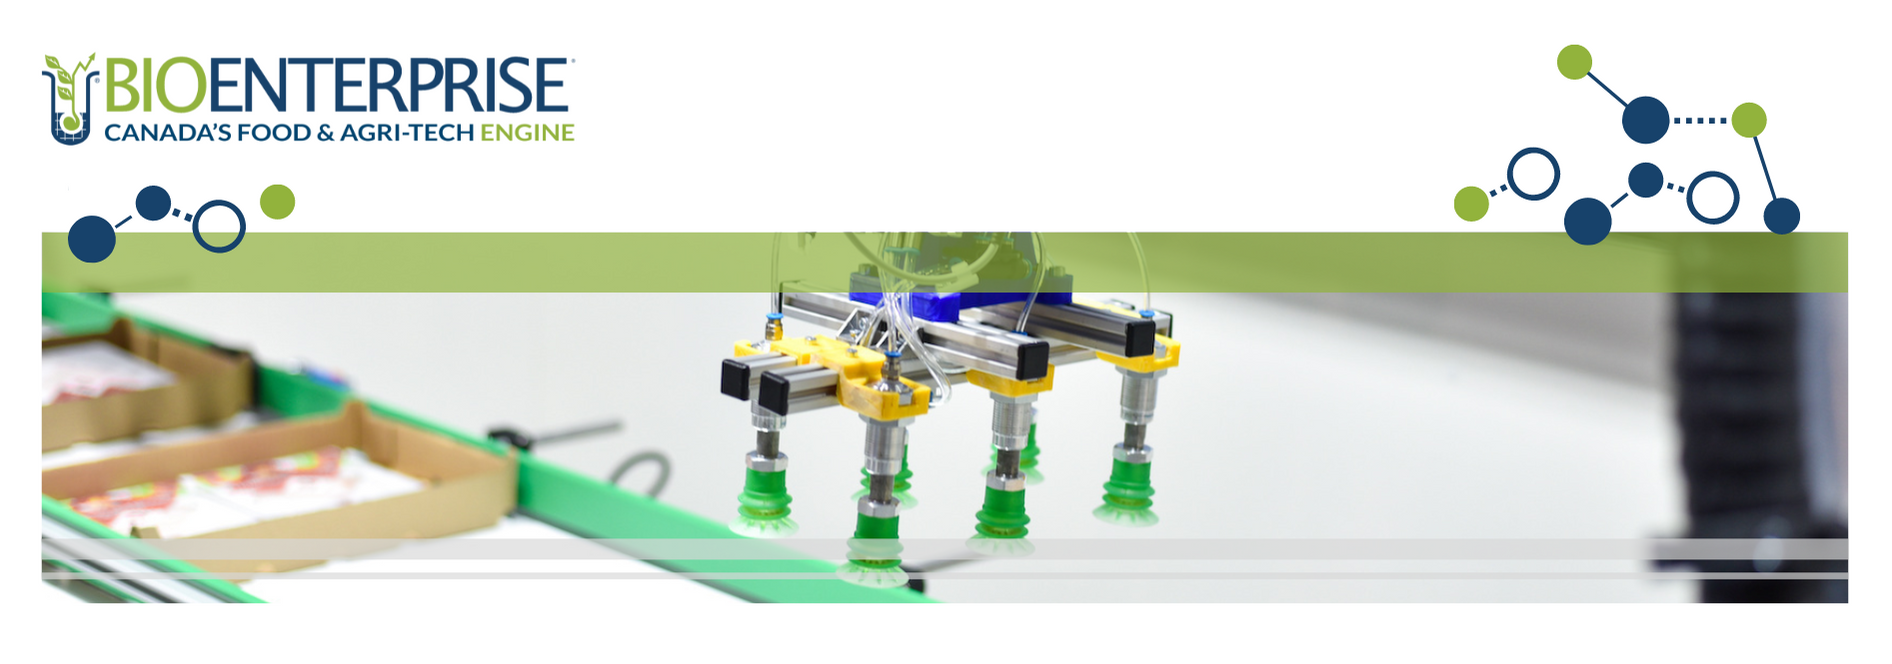 BIOENTERPRISE
CANADA'S FOOD & AGRI-TECH ENGINE